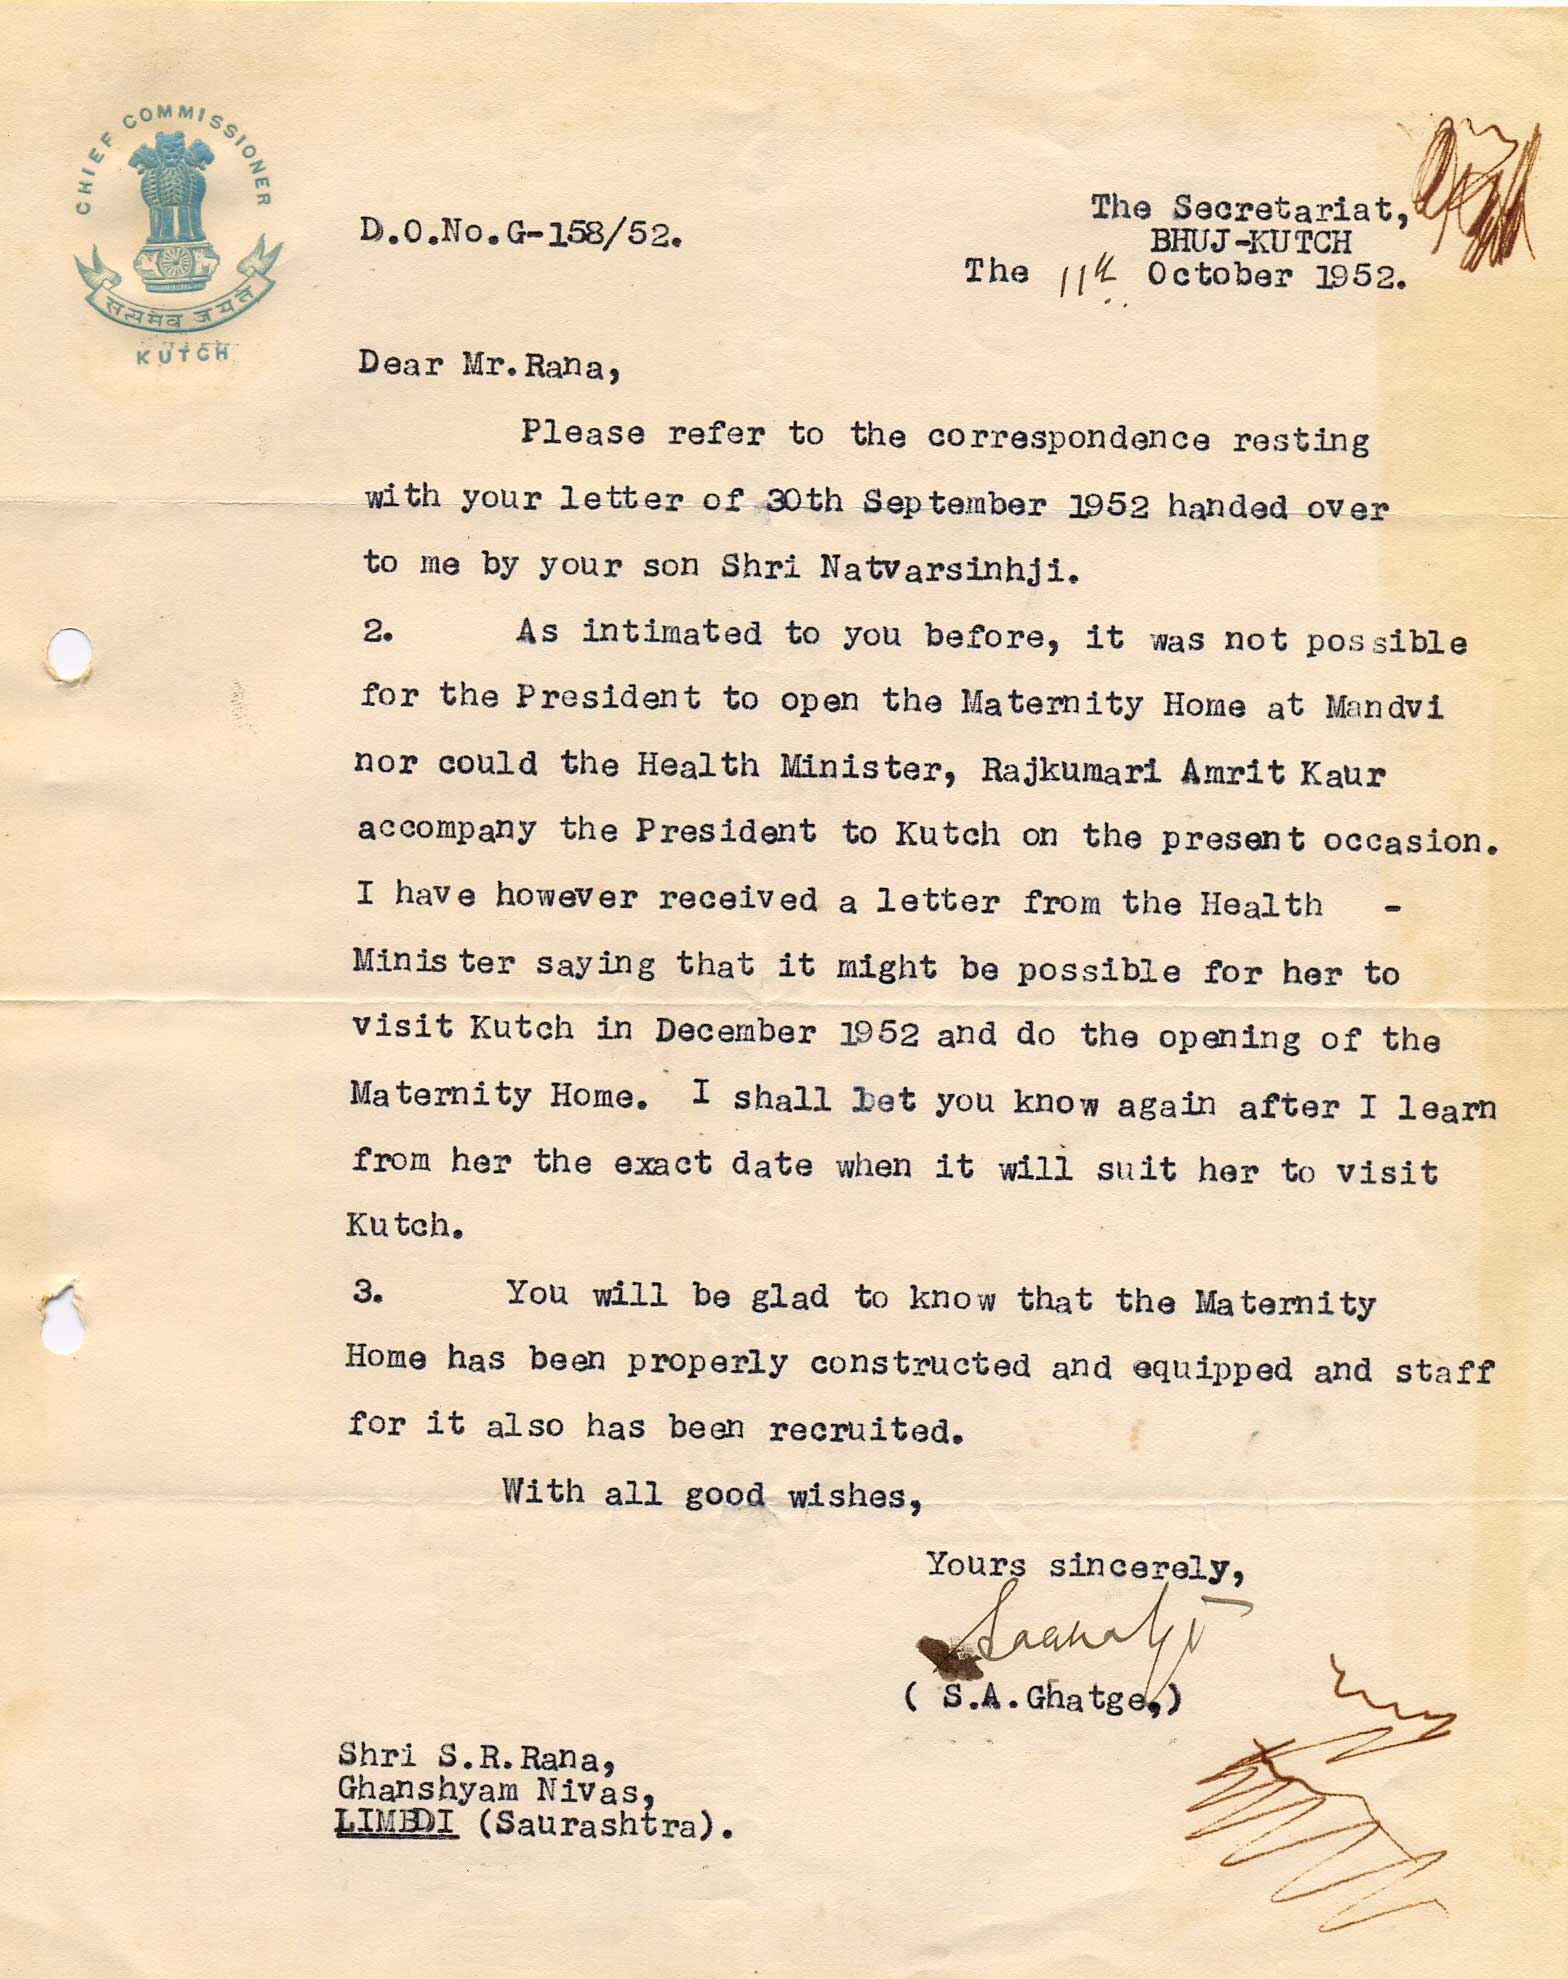 CHIEF COMMISSIONER
सत्यमेव जयते
KUTCH
D.O.No.G-158/52.
The Secretariat,
BHUJ-KUTCH
The 11th October 1952.
Dear Mr.Rana,
Please refer to the correspondence resting
with your letter of 30th September 1952 handed over
to me by your son Shri Natvarsinhji.
2. As intimated to you before, it was not possible
for the President to open the Maternity Home at Mandvi
nor could the Health Minister, Rajkumari Amrit Kaur
accompany the President to Kutch on the present occasion.
I have however received a letter from the Health -
Minister saying that it might be possible for her to
visit Kutch in December 1952 and do the opening of the
Maternity Home. I shall let you know again after I learn
from her the exact date when it will suit her to visit
Kutch.
3. You will be glad to know that the Maternity
Home has been properly constructed and equipped and staff
for it also has been recruited.
With all good wishes,
Yours sincerely,
( S.A.Ghatge,)
Shri S.R.Rana,
Ghanshyam Nivas,
LIMBDI (Saurashtra).